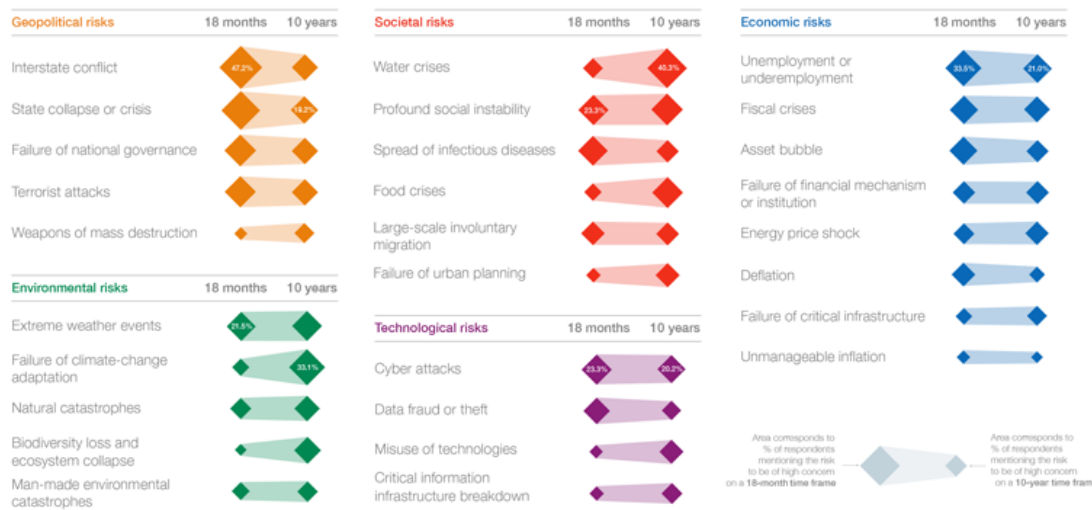 Geopolitical risks 18 months 10 years
Interstate conflict 47.2%
State collapse or crisis 19.2%
Failure of national governance
Terrorist attacks
Weapons of mass destruction
Environmental risks 18 months 10 years
Extreme weather events 21.5%
Failure of climate-change
adaptation 33.1%
Natural catastrophes
Biodiversity loss and
ecosystem collapse
Man-made environmental
catastrophes
Societal risks 18 months 10 years
Water crises 40.3%
Profound social instability 23.3%
Spread of infectious diseases
Food crises
Large-scale involuntary
migration
Failure of urban planning
Technological risks 18 months 10 years
Cyber attacks 23.3% 20.2%
Data fraud or theft
Misuse of technologies
Critical information
infrastructure breakdown
Economic risks 18 months 10 years
Unemployment or
underemployment 33.5% 21.0%
Fiscal crises
Asset bubble
Failure of financial mechanism
or institution
Energy price shock
Deflation
Failure of critical infrastructure
Unmanageable inflation
Area corresponds to
% of respondents
mentioning the risk
to be of high concern
on a 18-month time frame
Area corresponds to
% of respondents
mentioning the risk
to be of high concern
on a 10-year time fram